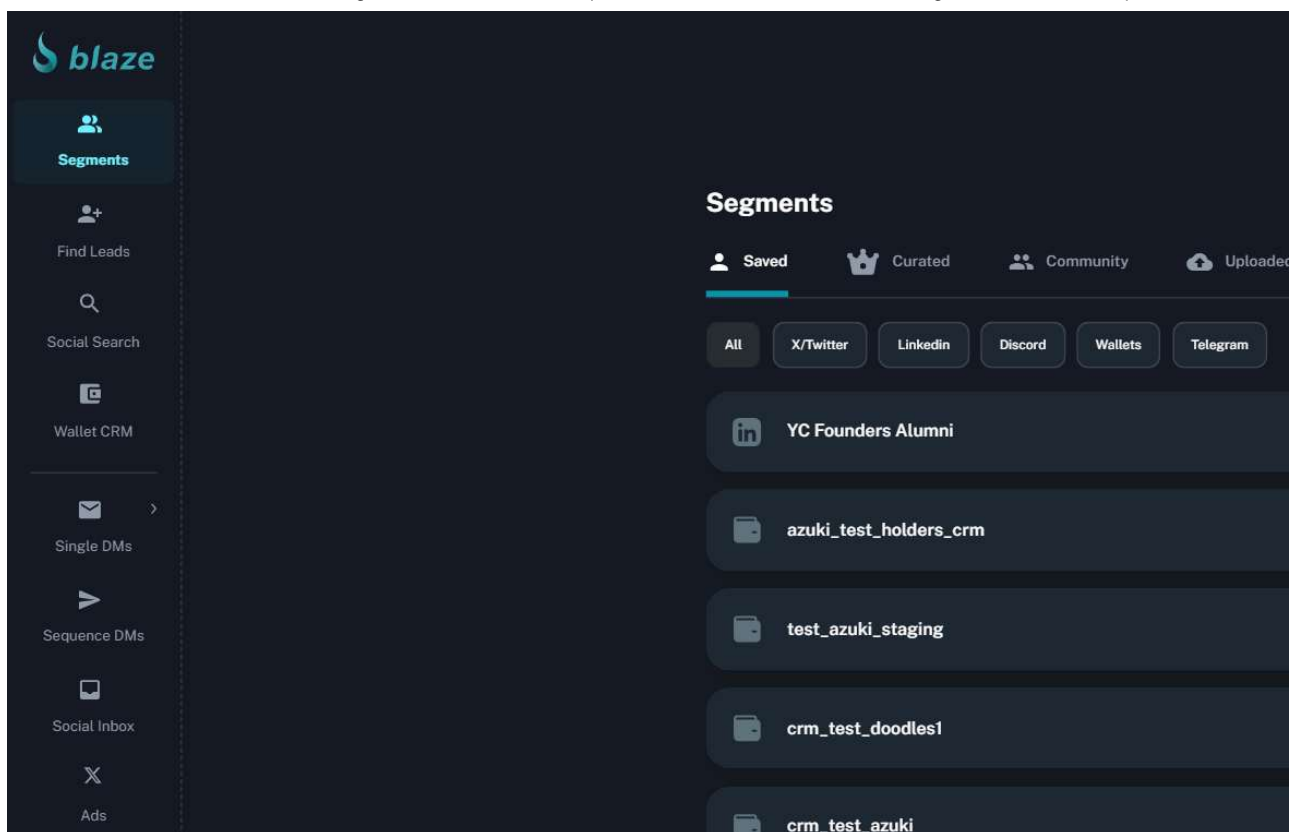 blaze
Segments
Find Leads
Social Search
Wallet CRM
Single DMs
Sequence DMs
Social Inbox
Ads
Segments
Saved Curated Community Uploaded
All X/Twitter Linkedin Discord Wallets Telegram
YC Founders Alumni
azuki_test_holders_crm
test_azuki_staging
crm_test_doodles1
crm_test_azuki